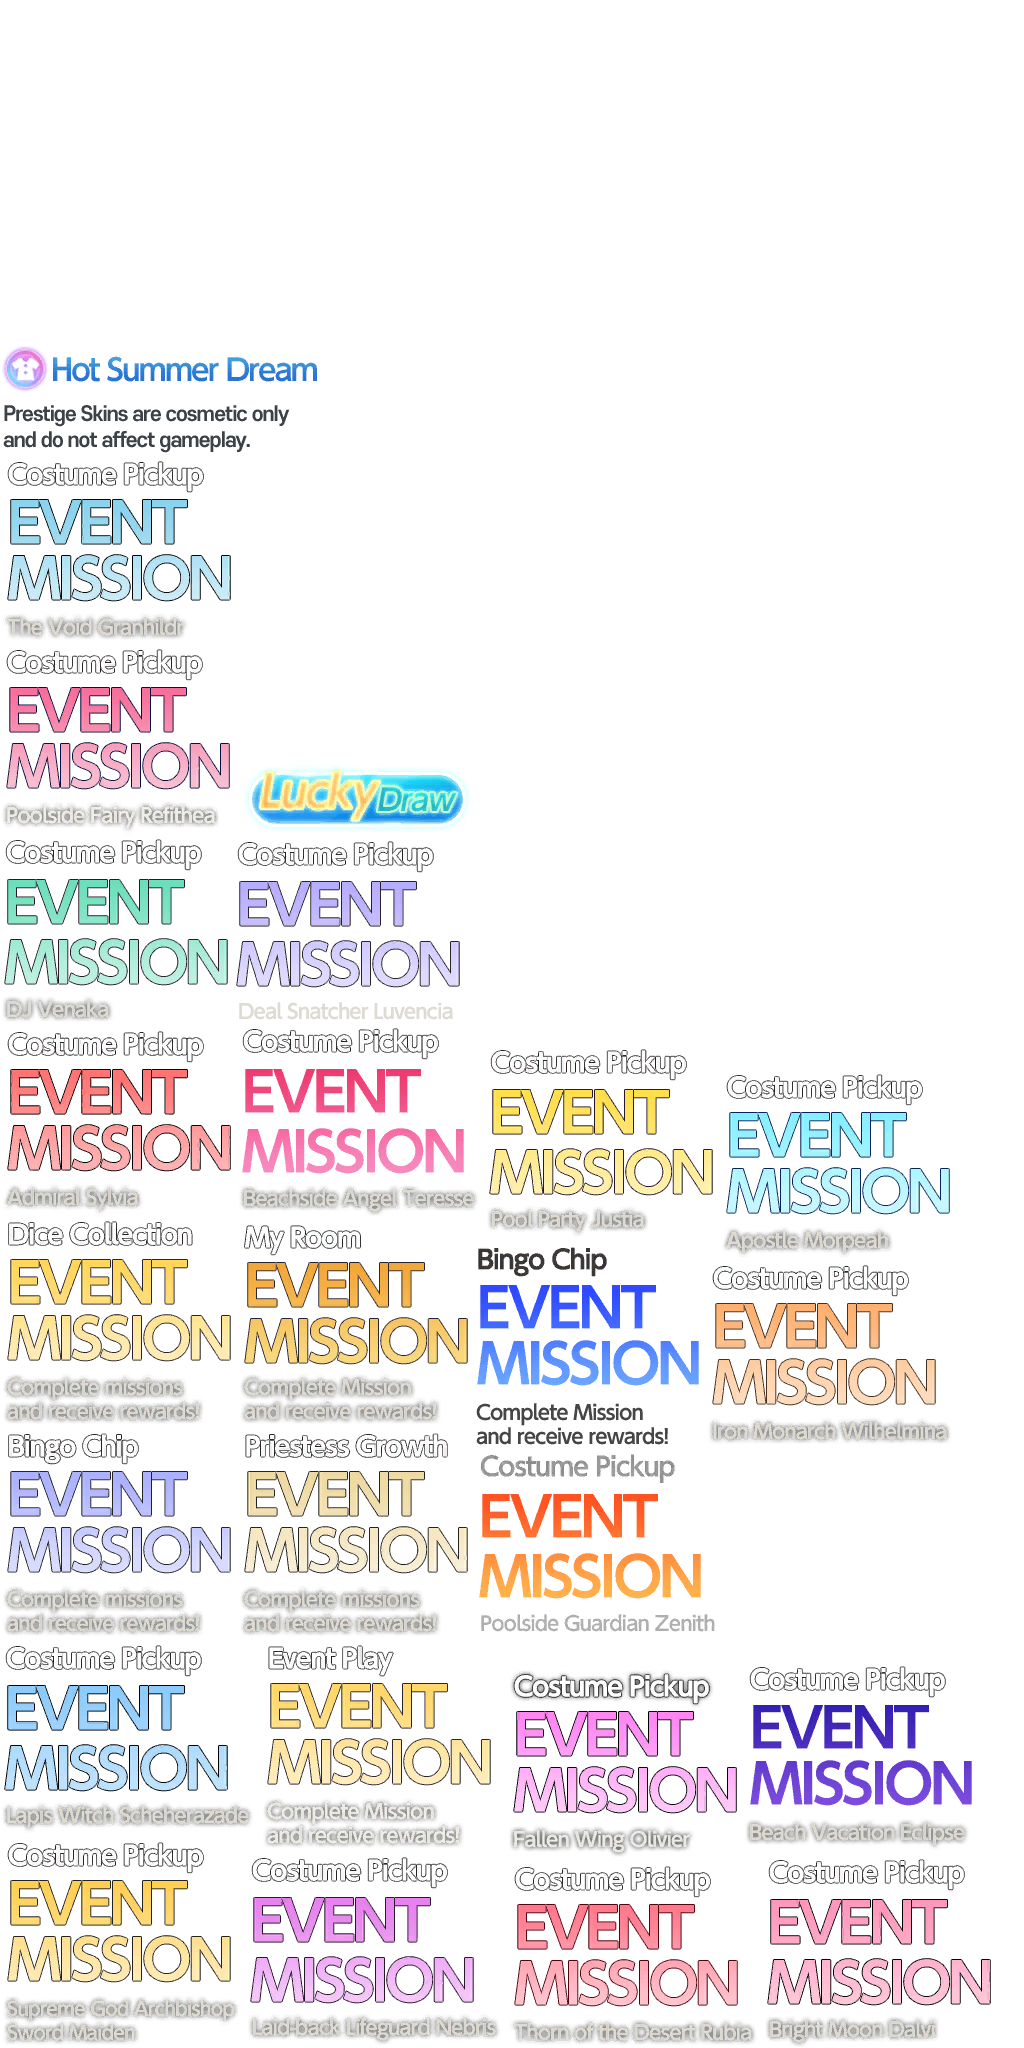 Hot Summer Dream
Prestige Skins are cosmetic only
and do not affect gameplay.
Costume Pickup
EVENT
MISSION
The Void Granhildr
Costume Pickup
EVENT
MISSION
Poolside Fairy Refithea
Lucky Draw
Costume Pickup
EVENT
MISSION
DJ Venaka
Costume Pickup
EVENT
MISSION
Deal Snatcher Luvencia
Costume Pickup
EVENT
MISSION
Admiral Sylvia
Costume Pickup
EVENT
MISSION
Beachside Angel Teresse
Costume Pickup
EVENT
MISSION
Pool Party Justia
Costume Pickup
EVENT
MISSION
Apostle Morpeah
Dice Collection
EVENT
MISSION
Complete missions
and receive rewards!
My Room
EVENT
MISSION
Complete Mission
and receive rewards!
Bingo Chip
EVENT
MISSION
Complete Mission
and receive rewards!
Costume Pickup
EVENT
MISSION
Iron Monarch Wilhelmina
Bingo Chip
EVENT
MISSION
Complete missions
and receive rewards!
Priestess Growth
EVENT
MISSION
Complete missions
and receive rewards!
Costume Pickup
EVENT
MISSION
Poolside Guardian Zenith
Costume Pickup
EVENT
MISSION
Lapis Witch Scheherazade
Event Play
EVENT
MISSION
Complete Mission
and receive rewards!
Costume Pickup
EVENT
MISSION
Fallen Wing Olivier
Costume Pickup
EVENT
MISSION
Beach Vacation Eclipse
Costume Pickup
EVENT
MISSION
Supreme God Archbishop
Sword Maiden
Costume Pickup
EVENT
MISSION
Laid-back Lifeguard Nebris
Costume Pickup
EVENT
MISSION
Thorn of the Desert Rubia
Costume Pickup
EVENT
MISSION
Bright Moon Dalvi